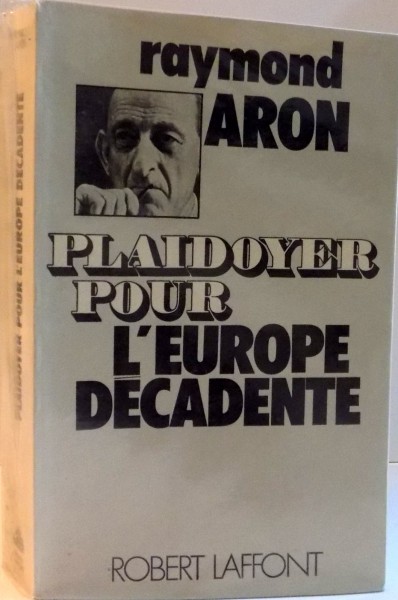 raymond
ARON
PLAIDOYER
POUR
L'EUROPE
DÉCADENTE
ROBERT LAFFONT
PLAIDOYER POUR L'EUROPE DÉCADENTE